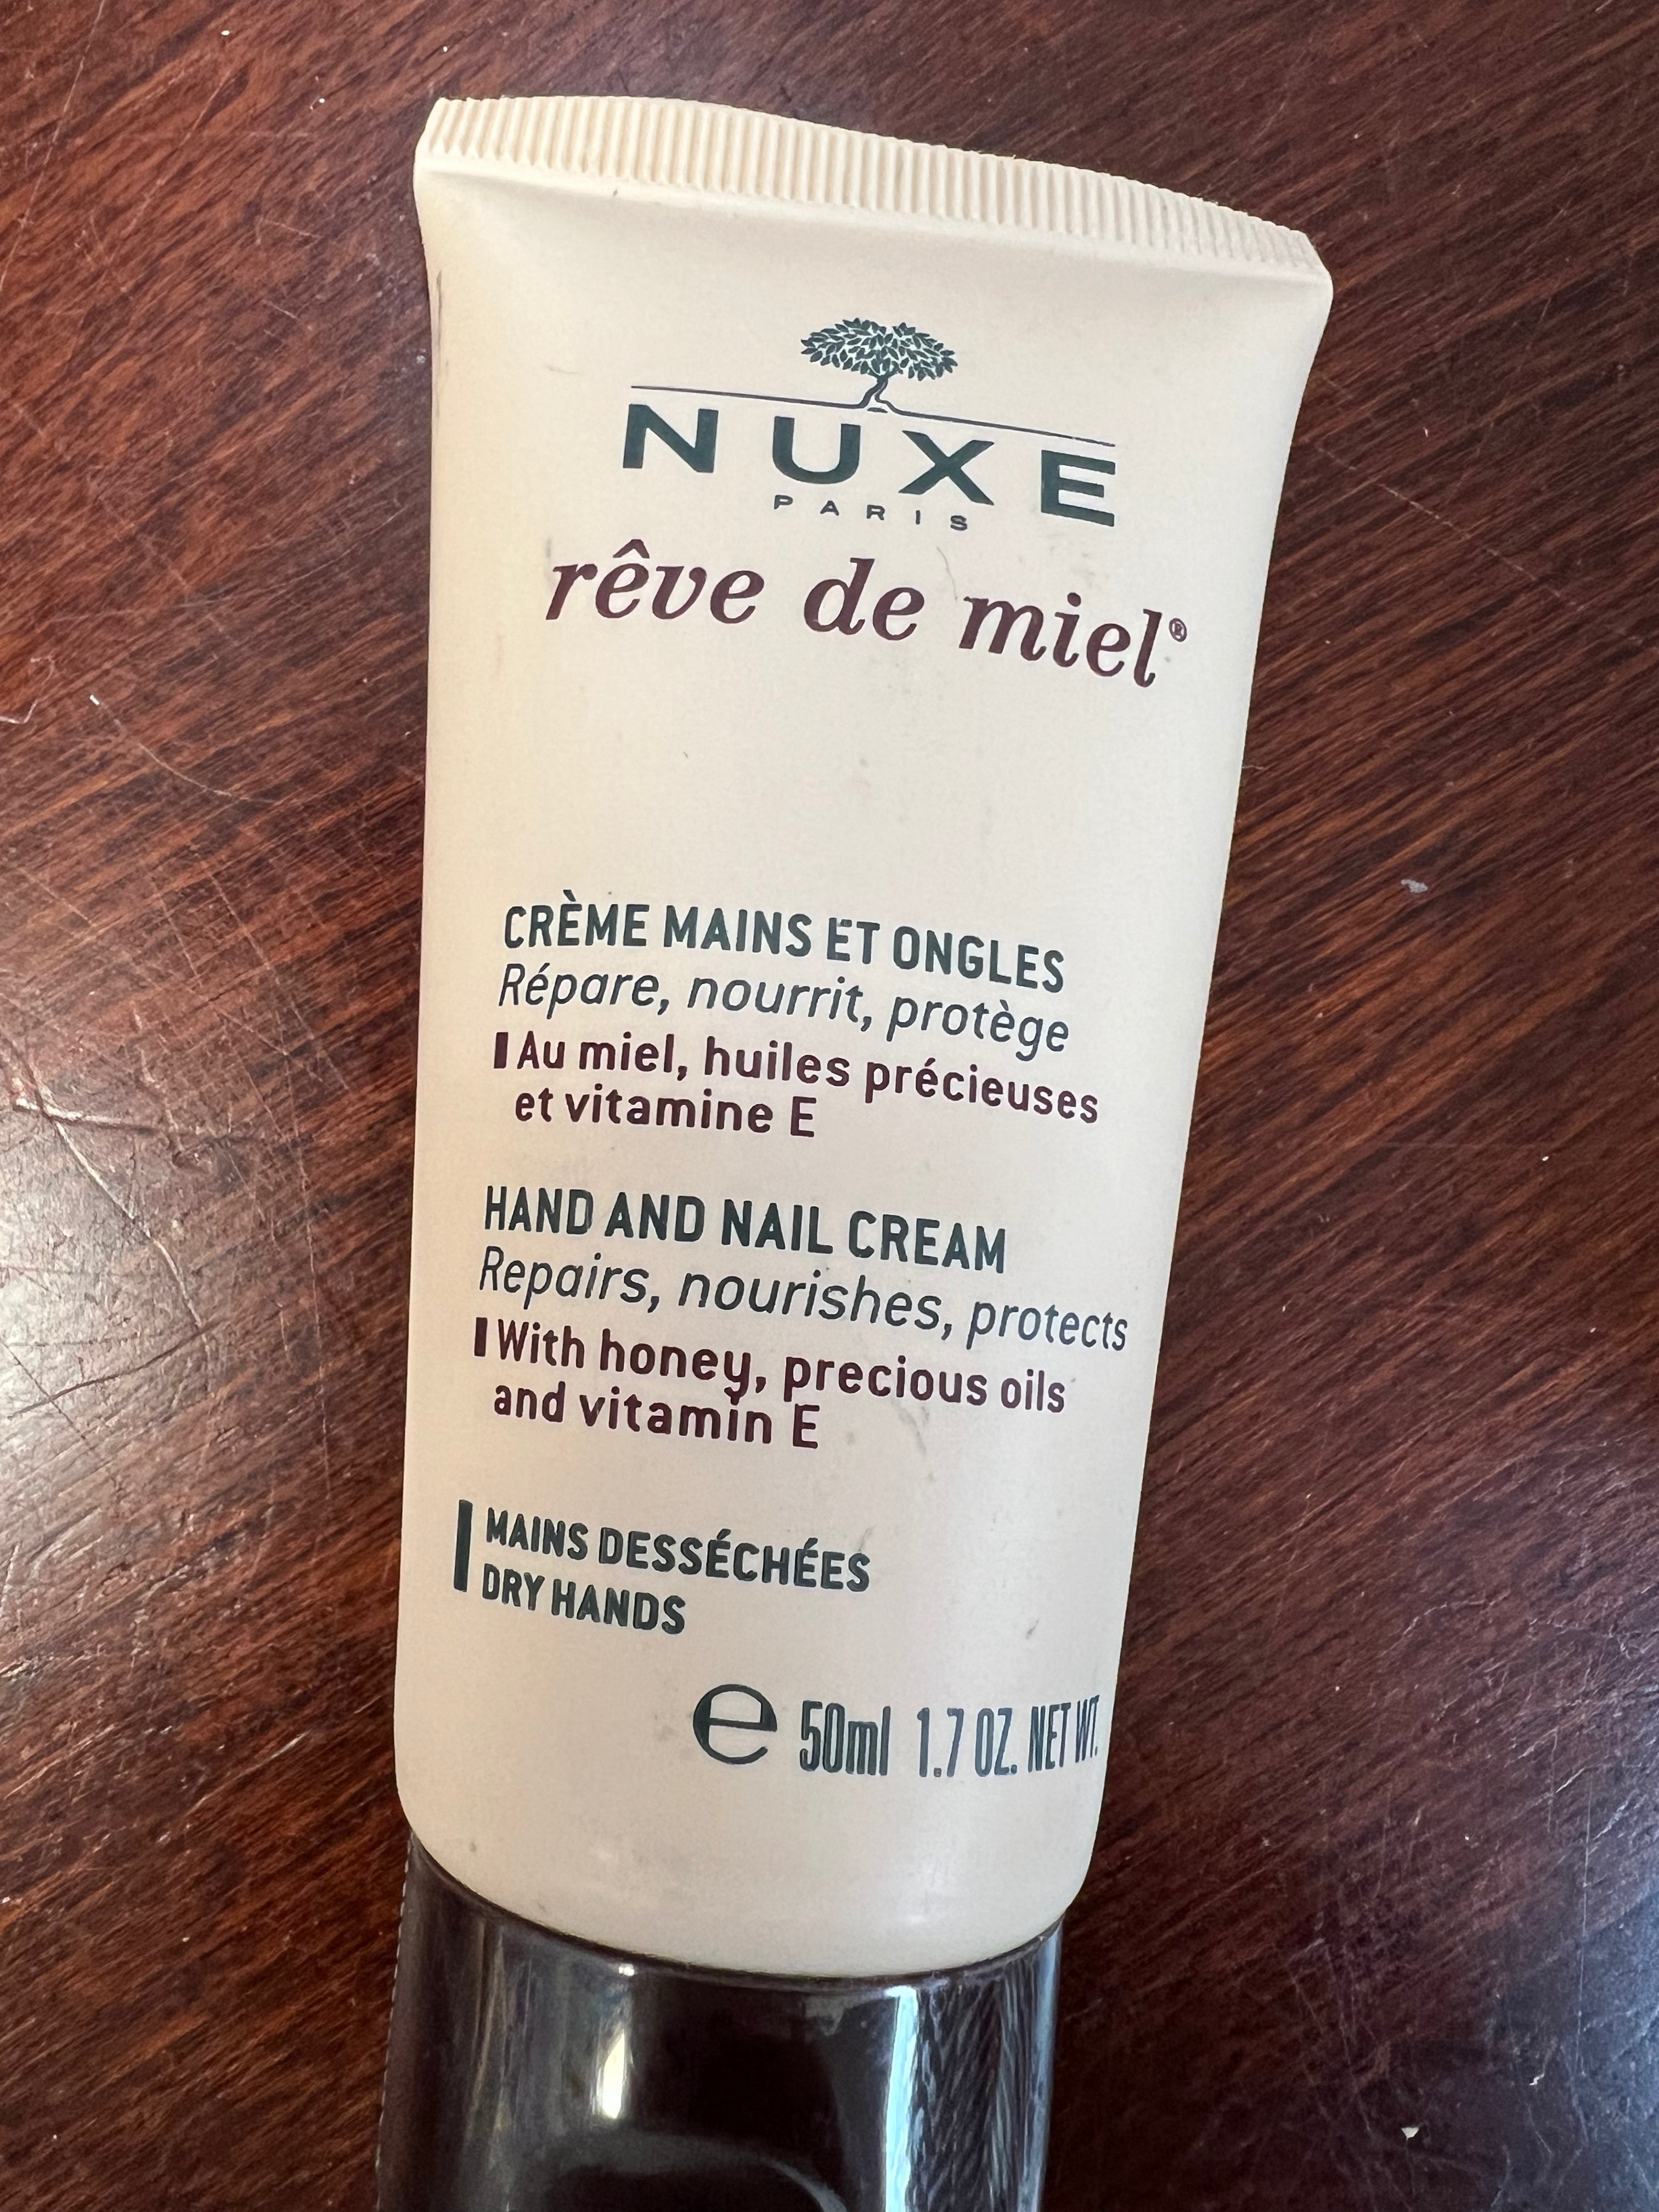 NUXE
PARIS
rêve de miel®
CRÈME MAINS ET ONGLES
Répare, nourrit, protège
Au miel, huiles précieuses
et vitamine E
HAND AND NAIL CREAM
Repairs, nourishes, protects
With honey, precious oils
and vitamin E
MAINS DESSÉCHÉES
DRY HANDS
℮ 50ml 1.7 OZ. NET WT.